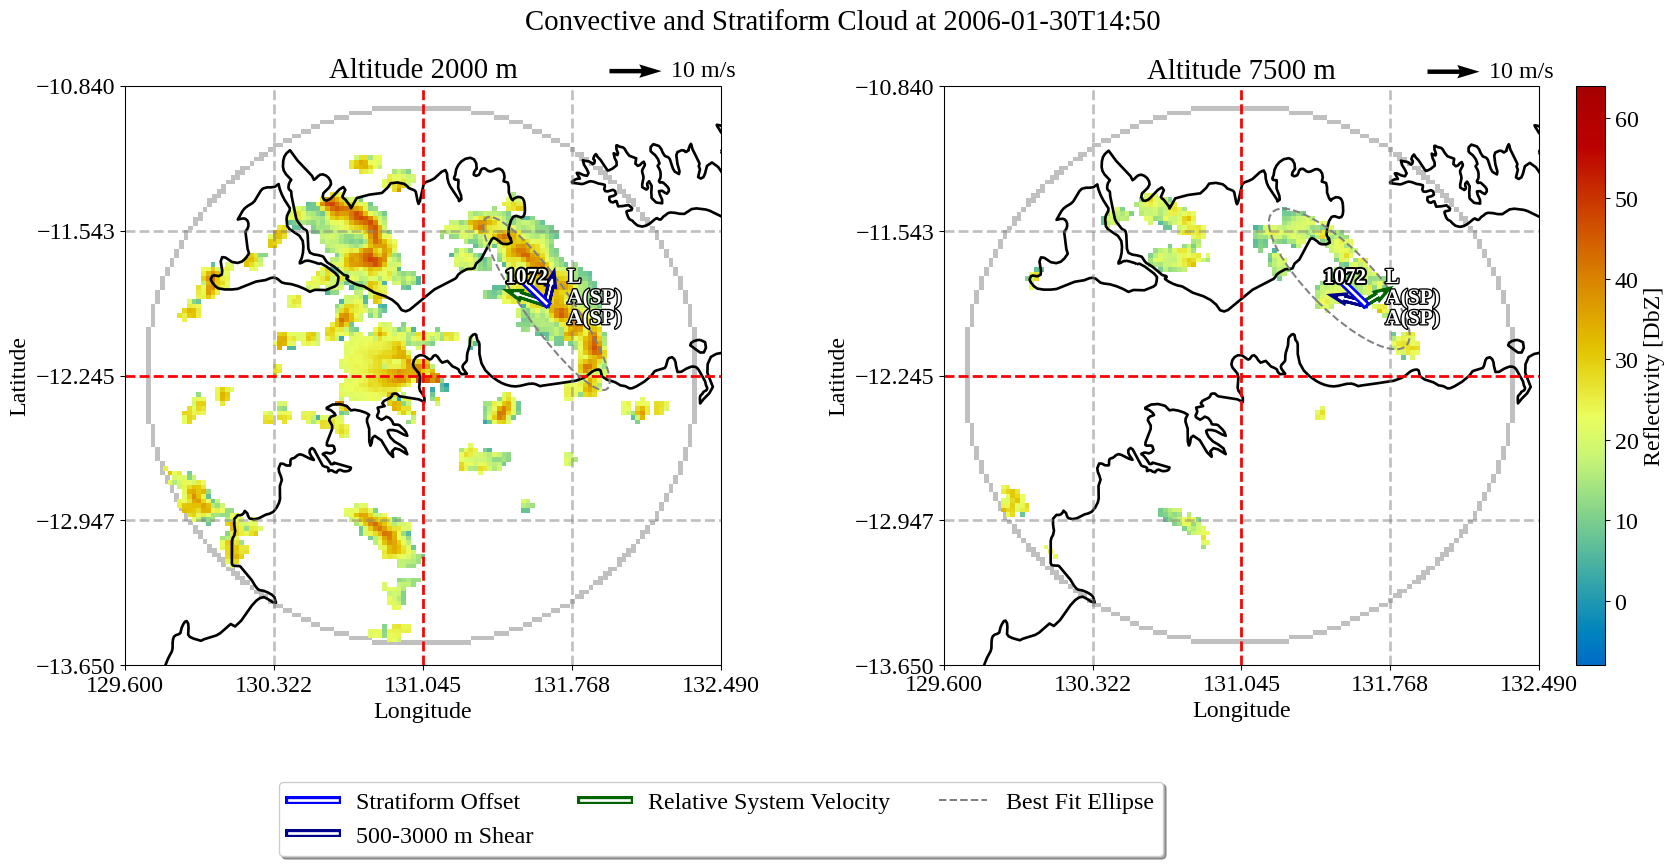 Convective and Stratiform Cloud at 2006-01-30T14:50
Altitude 2000 m
10 m/s
−10.840
−11.543
−12.245
−12.947
−13.650
129.600
130.322
131.045
131.768
132.490
Longitude
Latitude
1072
L
A(SP)
A(SP)
Altitude 7500 m
10 m/s
−10.840
−11.543
−12.245
−12.947
−13.650
129.600
130.322
131.045
131.768
132.490
Longitude
Latitude
1072
L
A(SP)
A(SP)
60
50
40
30
20
10
0
Reflectivity [DbZ]
Stratiform Offset
500-3000 m Shear
Relative System Velocity
Best Fit Ellipse